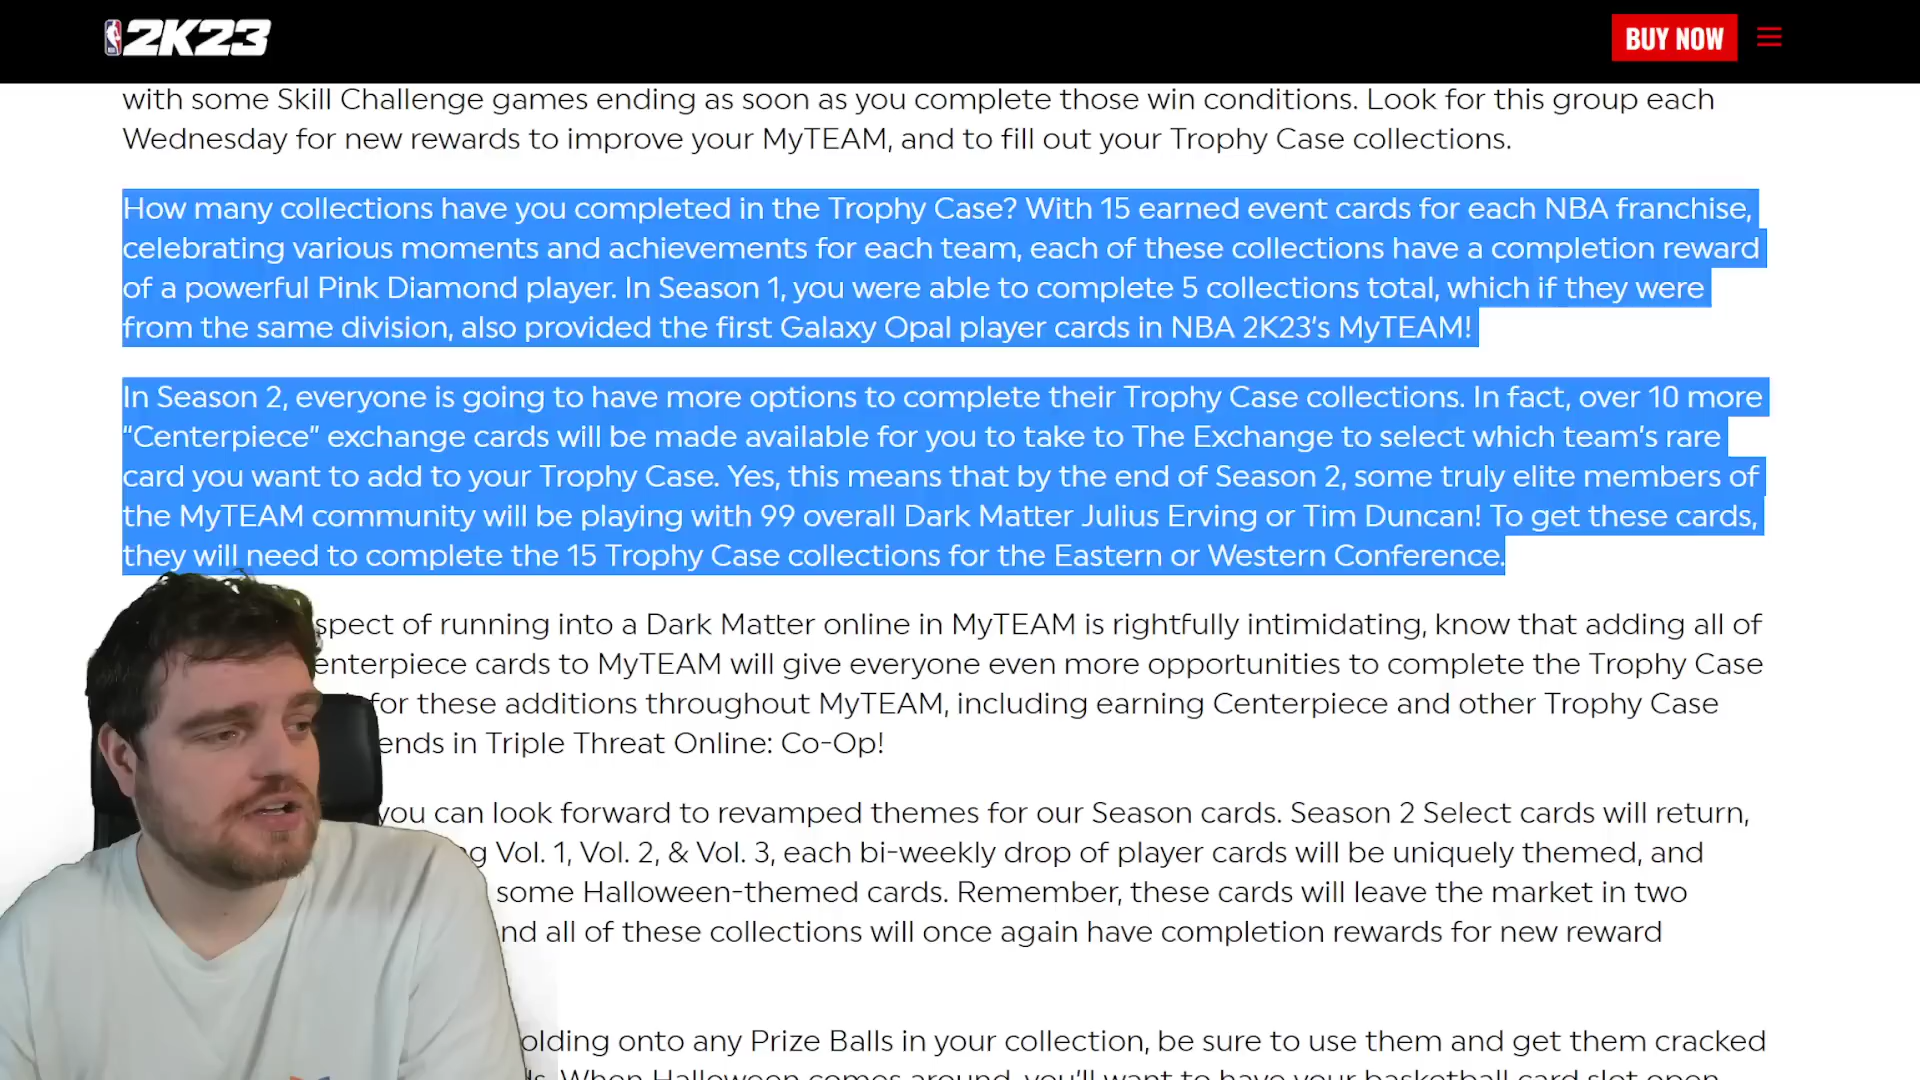 2K23
BUY NOW
with some Skill Challenge games ending as soon as you complete those win conditions. Look for this group each
Wednesday for new rewards to improve your MyTEAM, and to fill out your Trophy Case collections.
How many collections have you completed in the Trophy Case? With 15 earned event cards for each NBA franchise,
celebrating various moments and achievements for each team, each of these collections have a completion reward
of a powerful Pink Diamond player. In Season 1, you were able to complete 5 collections total, which if they were
from the same division, also provided the first Galaxy Opal player cards in NBA 2K23's MyTEAM!
In Season 2, everyone is going to have more options to complete their Trophy Case collections. In fact, over 10 more
“Centerpiece” exchange cards will be made available for you to take to The Exchange to select which team's rare
card you want to add to your Trophy Case. Yes, this means that by the end of Season 2, some truly elite members of
the MyTEAM community will be playing with 99 overall Dark Matter Julius Erving or Tim Duncan! To get these cards,
they will need to complete the 15 Trophy Case collections for the Eastern or Western Conference.
spect of running into a Dark Matter online in MyTEAM is rightfully intimidating, know that adding all of
enterpiece cards to MyTEAM will give everyone even more opportunities to complete the Trophy Case
for these additions throughout MyTEAM, including earning Centerpiece and other Trophy Case
ends in Triple Threat Online: Co-Op!
you can look forward to revamped themes for our Season cards. Season 2 Select cards will return,
g Vol. 1, Vol. 2, & Vol. 3, each bi-weekly drop of player cards will be uniquely themed, and
some Halloween-themed cards. Remember, these cards will leave the market in two
nd all of these collections will once again have completion rewards for new reward
olding onto any Prize Balls in your collection, be sure to use them and get them cracked
When Halloween comes around, you'll want to have your basketball card slot open